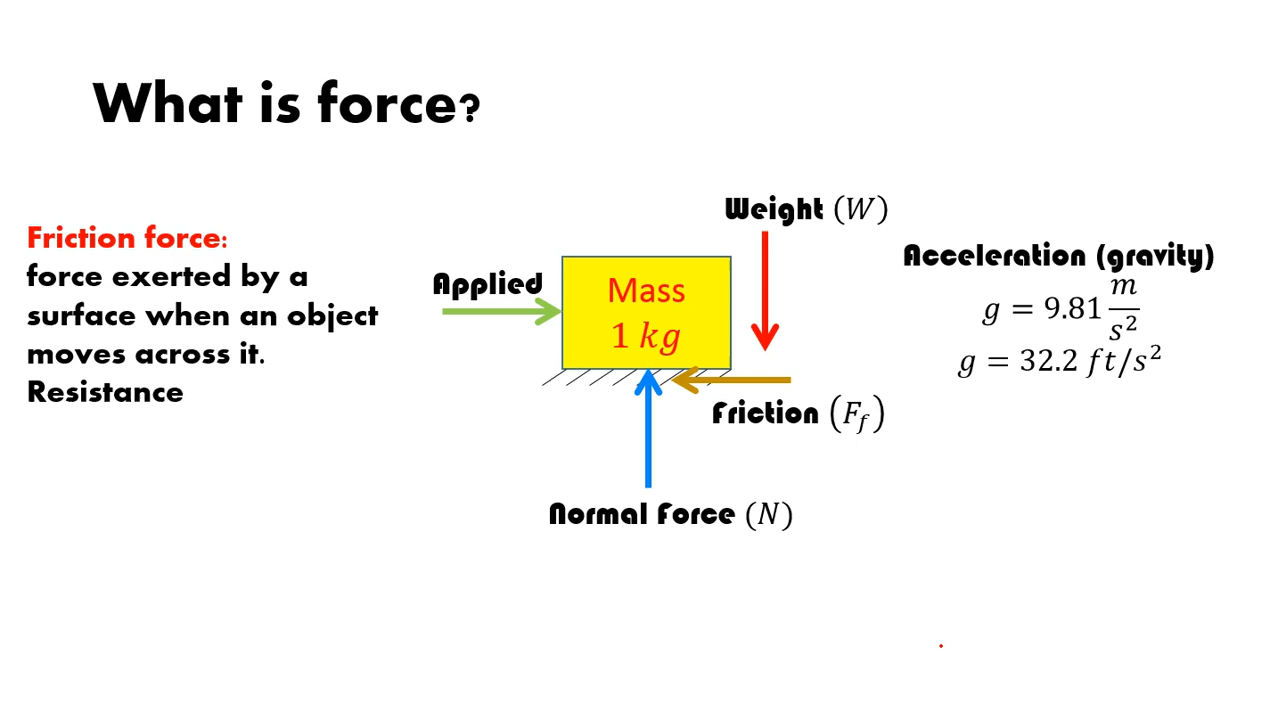 What is force?
Friction force:
force exerted by a
surface when an object
moves across it.
Resistance
Applied
Mass
1 kg
Weight (W)
Friction (F_f)
Normal Force (N)
Acceleration (gravity)
g = 9.81 m/s²
g = 32.2 ft/s²